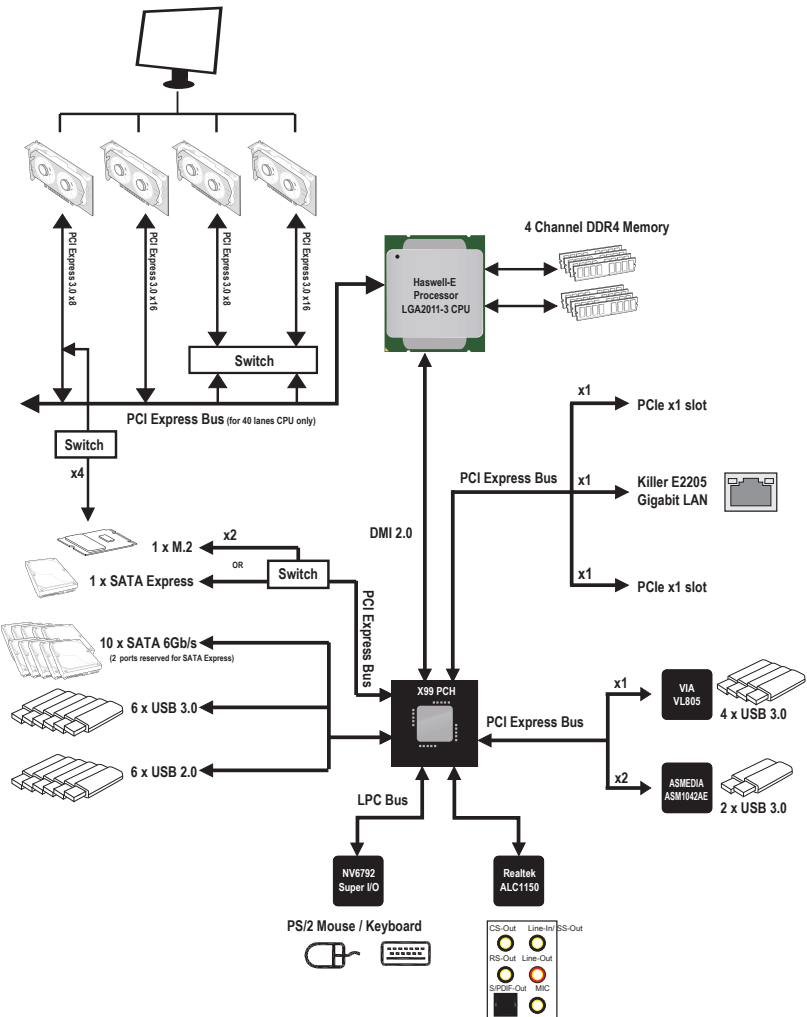 PCI Express 3.0 x8
PCI Express 3.0 x16
PCI Express 3.0 x8
PCI Express 3.0 x16
4 Channel DDR4 Memory
Haswell-E
Processor
LGA2011-3 CPU
Switch
PCI Express Bus (for 40 lanes CPU only)
Switch
x4
x1
PCIe x1 slot
PCI Express Bus
x1
Killer E2205
Gigabit LAN
x1
PCIe x1 slot
DMI 2.0
1 x M.2
x2
OR
Switch
1 x SATA Express
PCI Express Bus
10 x SATA 6Gb/s
(2 ports reserved for SATA Express)
6 x USB 3.0
6 x USB 2.0
X99 PCH
PCI Express Bus
x1
VIA
VL805
4 x USB 3.0
x2
ASMEDIA
ASM1042AE
2 x USB 3.0
LPC Bus
NV6792
Super I/O
Realtek
ALC1150
PS/2 Mouse / Keyboard
CS-Out
Line-In/ SS-Out
RS-Out
Line-Out
S/PDIF-Out
MIC